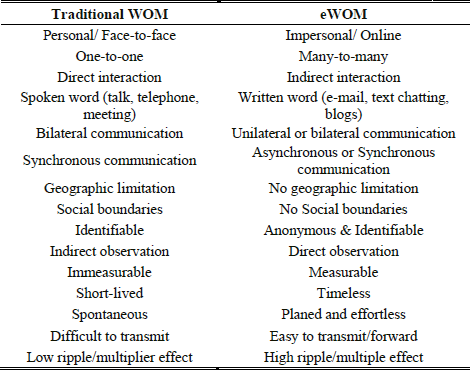 Traditional WOM eWOM
Personal/ Face-to-face Impersonal/ Online
One-to-one Many-to-many
Direct interaction Indirect interaction
Spoken word (talk, telephone, meeting) Written word (e-mail, text chatting, blogs)
Bilateral communication Unilateral or bilateral communication
Synchronous communication Asynchronous or Synchronous communication
Geographic limitation No geographic limitation
Social boundaries No Social boundaries
Identifiable Anonymous & Identifiable
Indirect observation Direct observation
Immeasurable Measurable
Short-lived Timeless
Spontaneous Planed and effortless
Difficult to transmit Easy to transmit/forward
Low ripple/multiplier effect High ripple/multiple effect